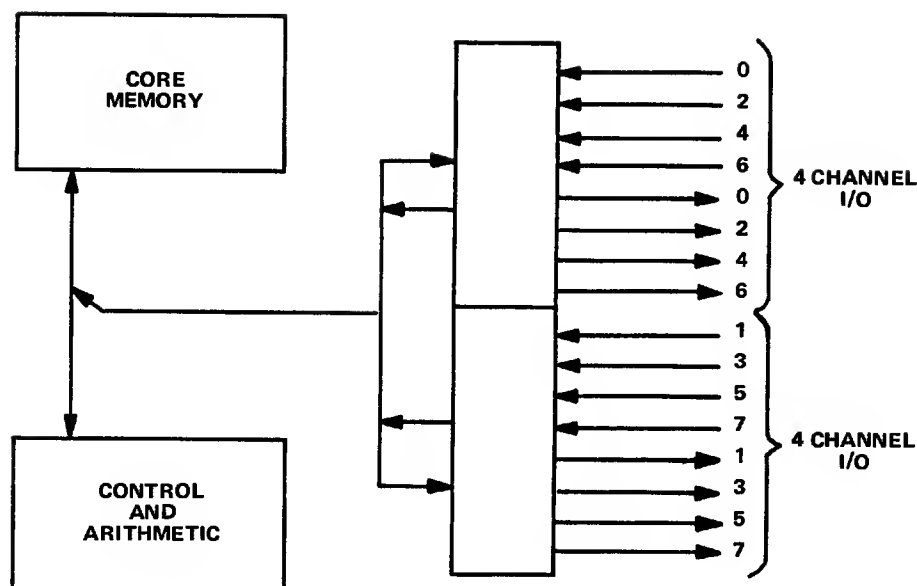 CORE
MEMORY
0
2
4
6
0
2
4
6
4 CHANNEL
I/O
1
3
5
7
1
3
5
7
4 CHANNEL
I/O
CONTROL
AND
ARITHMETIC